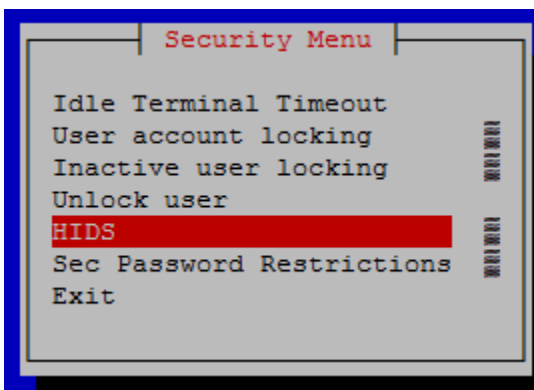 Security Menu
Idle Terminal Timeout
User account locking
Inactive user locking
Unlock user
HIDS
Sec Password Restrictions
Exit